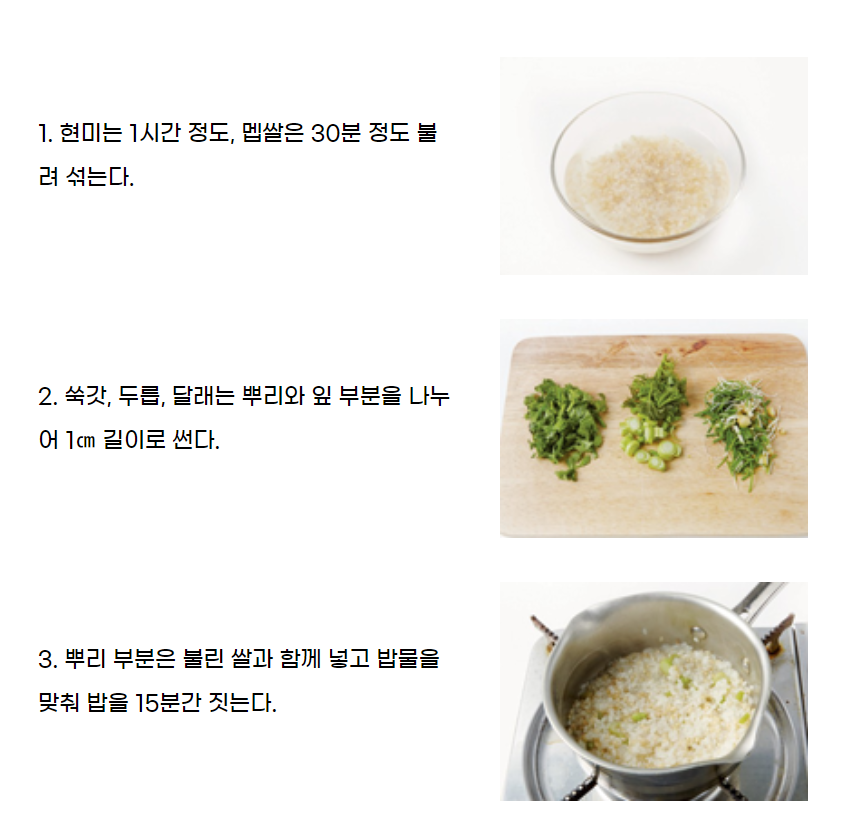 1. 현미는 1시간 정도, 멥쌀은 30분 정도 불
려 섞는다.
2. 쑥갓, 두릅, 달래는 뿌리와 잎 부분을 나누
어 1㎝ 길이로 썬다.
3. 뿌리 부분은 불린 쌀과 함께 넣고 밥물을
맞춰 밥을 15분간 짓는다.